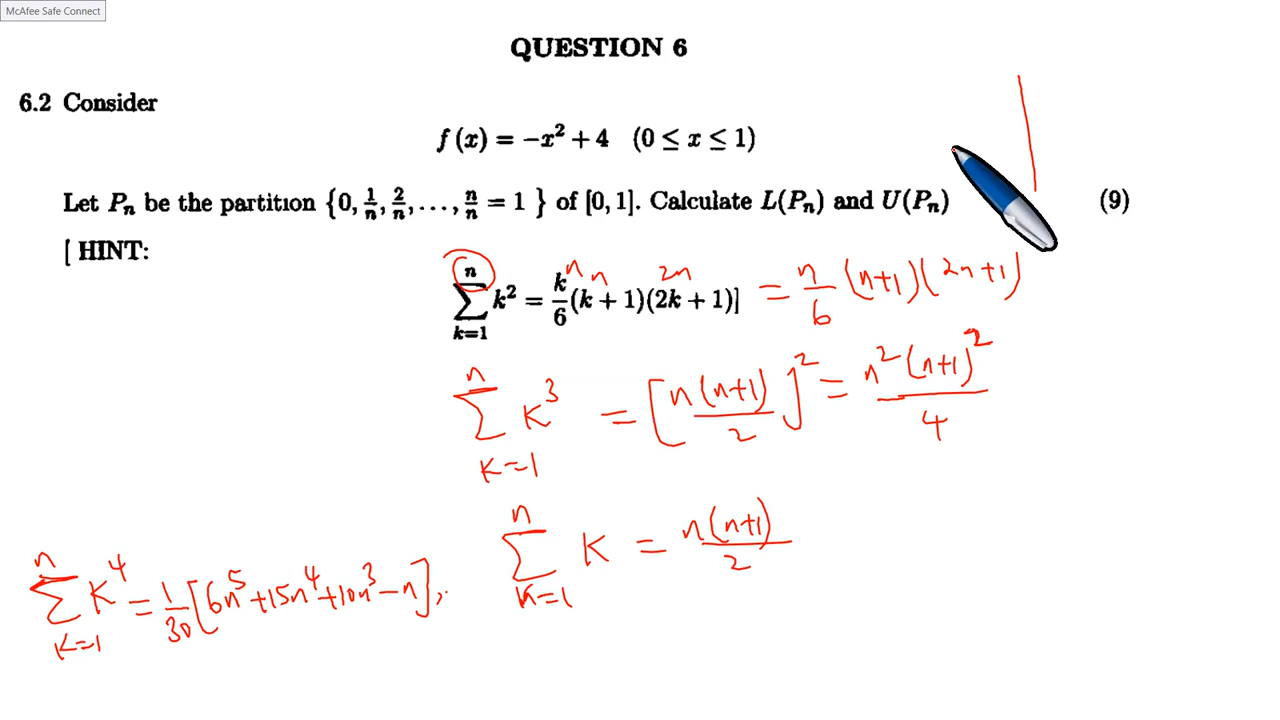 McAfee Safe Connect
QUESTION 6
6.2 Consider
f (x) = −x² + 4 (0 ≤ x ≤ 1)
Let Pₙ be the partition {0, 1/n, 2/n, . . . , n/n = 1 } of [0, 1]. Calculate L(Pₙ) and U(Pₙ) (9)
[ HINT:
n n 2n
∑_{k=1}^{n} k² = k/6 (k + 1)(2k + 1)] = n/6 (n+1)(2n+1)
∑_{K=1}^{n} K³ = [n(n+1)/2]² = n²(n+1)²/4
∑_{K=1}^{n} K = n(n+1)/2
∑_{K=1}^{n} K⁴ = 1/30 [6n⁵+15n⁴+10n³−n],